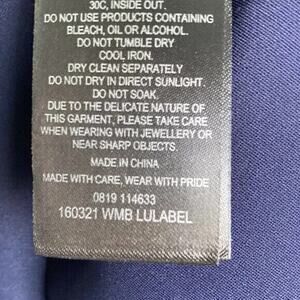 30C, INSIDE OUT.
DO NOT USE PRODUCTS CONTAINING
BLEACH, OIL OR ALCOHOL.
DO NOT TUMBLE DRY
COOL IRON.
DRY CLEAN SEPARATELY
DO NOT DRY IN DIRECT SUNLIGHT.
DO NOT SOAK.
DUE TO THE DELICATE NATURE OF
THIS GARMENT, PLEASE TAKE CARE
WHEN WEARING WITH JEWELLERY OR
NEAR SHARP OBJECTS.
MADE IN CHINA
MADE WITH CARE, WEAR WITH PRIDE
0819 114633
160321 WMB LULABEL